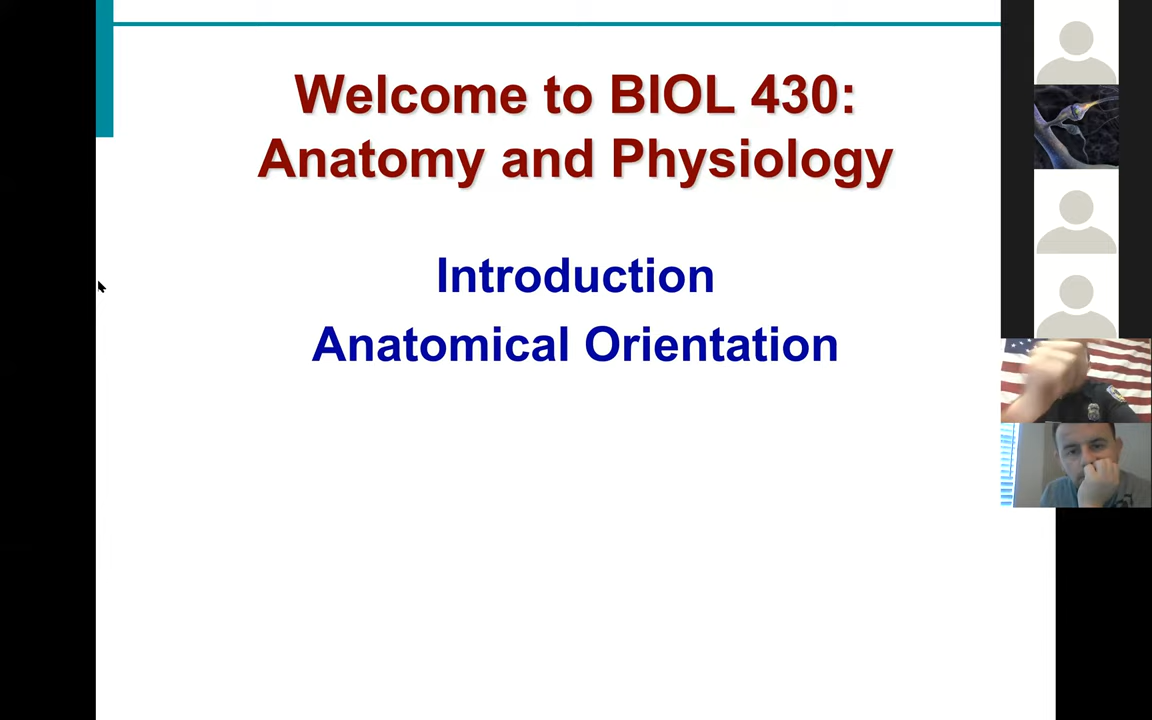 Welcome to BIOL 430:
Anatomy and Physiology
Introduction
Anatomical Orientation